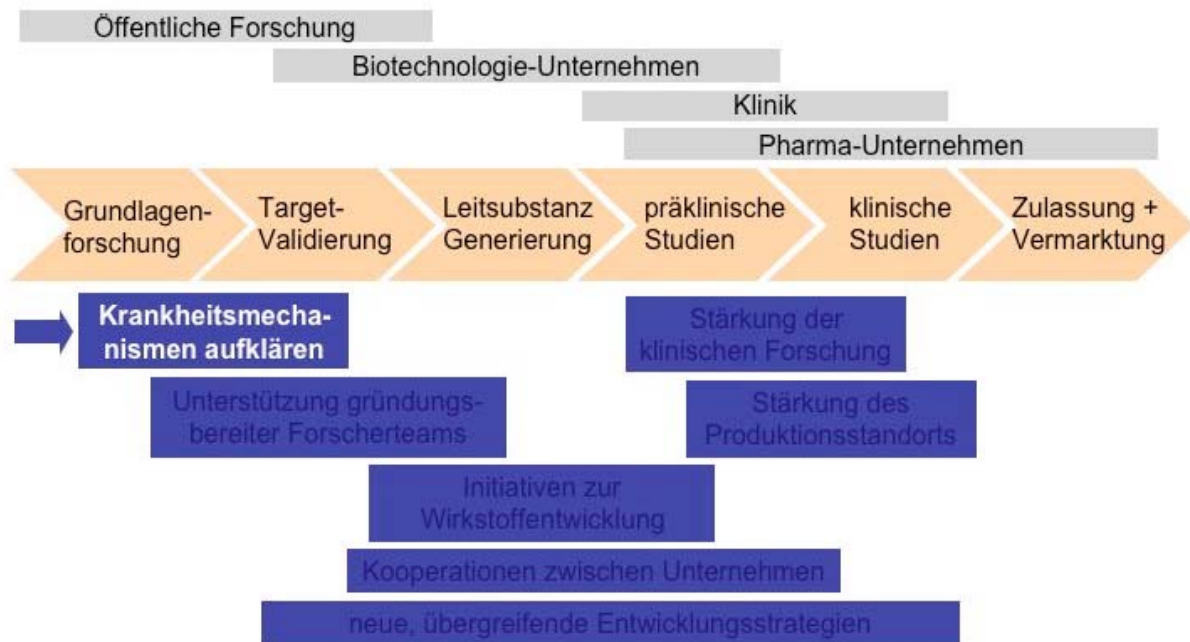 Öffentliche Forschung
Biotechnologie-Unternehmen
Klinik
Pharma-Unternehmen
Grundlagen-
forschung
Target-
Validierung
Leitsubstanz
Generierung
präklinische
Studien
klinische
Studien
Zulassung +
Vermarktung
Krankheitsmecha-
nismen aufklären
Stärkung der
klinischen Forschung
Unterstützung gründungs-
bereiter Forscherteams
Stärkung des
Produktionsstandorts
Initiativen zur
Wirkstoffentwicklung
Kooperationen zwischen Unternehmen
neue, übergreifende Entwicklungsstrategien